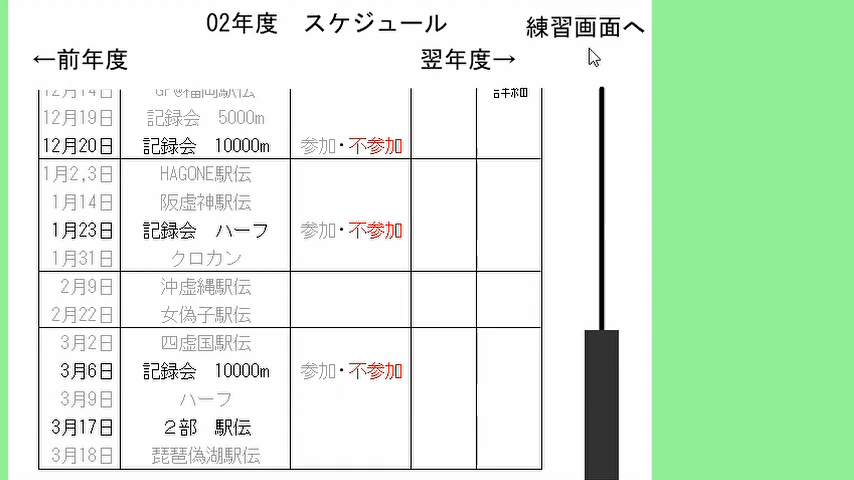 02年度 スケジュール
練習画面へ
←前年度
翌年度→
12月14日
詳細
12月19日 記録会 5000m
12月20日 記録会 10000m 参加・不参加
1月2,3日 HAGONE駅伝
1月14日 阪虚神駅伝
1月23日 記録会 ハーフ 参加・不参加
1月31日 クロカン
2月9日 沖虚縄駅伝
2月22日 女偽子駅伝
3月2日 四虚国駅伝
3月6日 記録会 10000m 参加・不参加
3月9日 ハーフ
3月17日 2部 駅伝
3月18日 琵琶偽湖駅伝